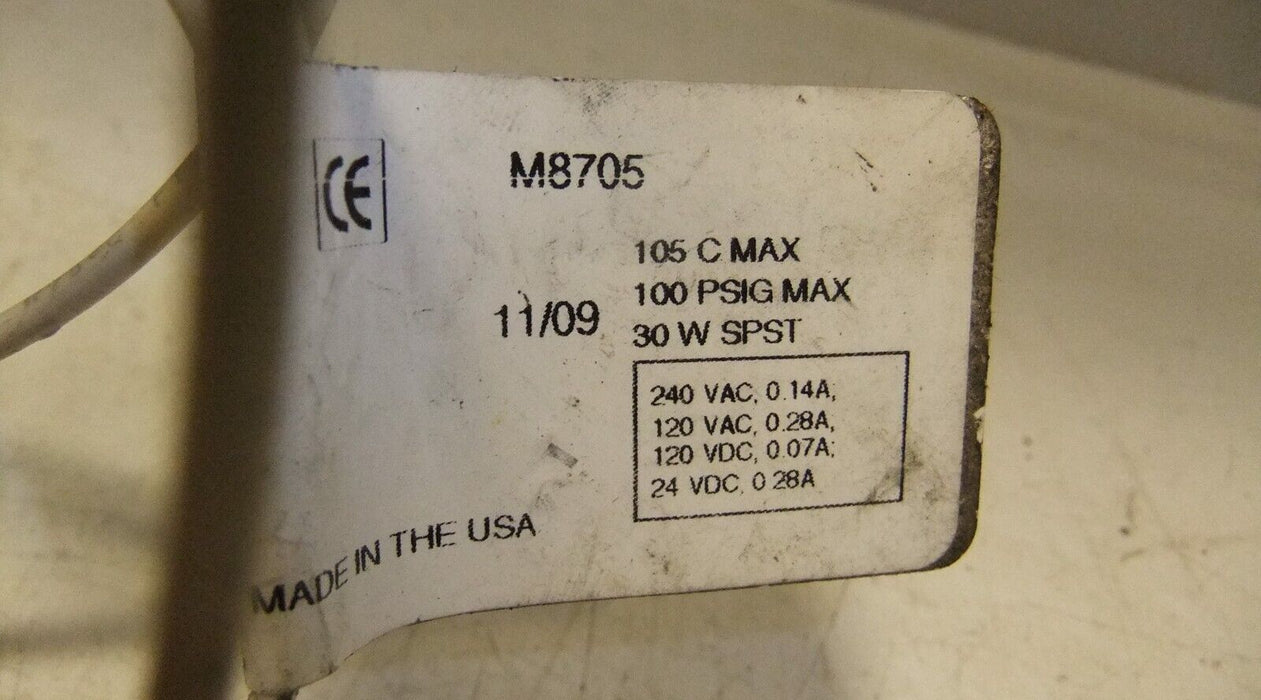 CE
M8705
105 C MAX
100 PSIG MAX
11/09
30 W SPST
240 VAC, 0.14A;
120 VAC, 0.28A,
120 VDC, 0.07A;
24 VDC, 0.28A
MADE IN THE USA